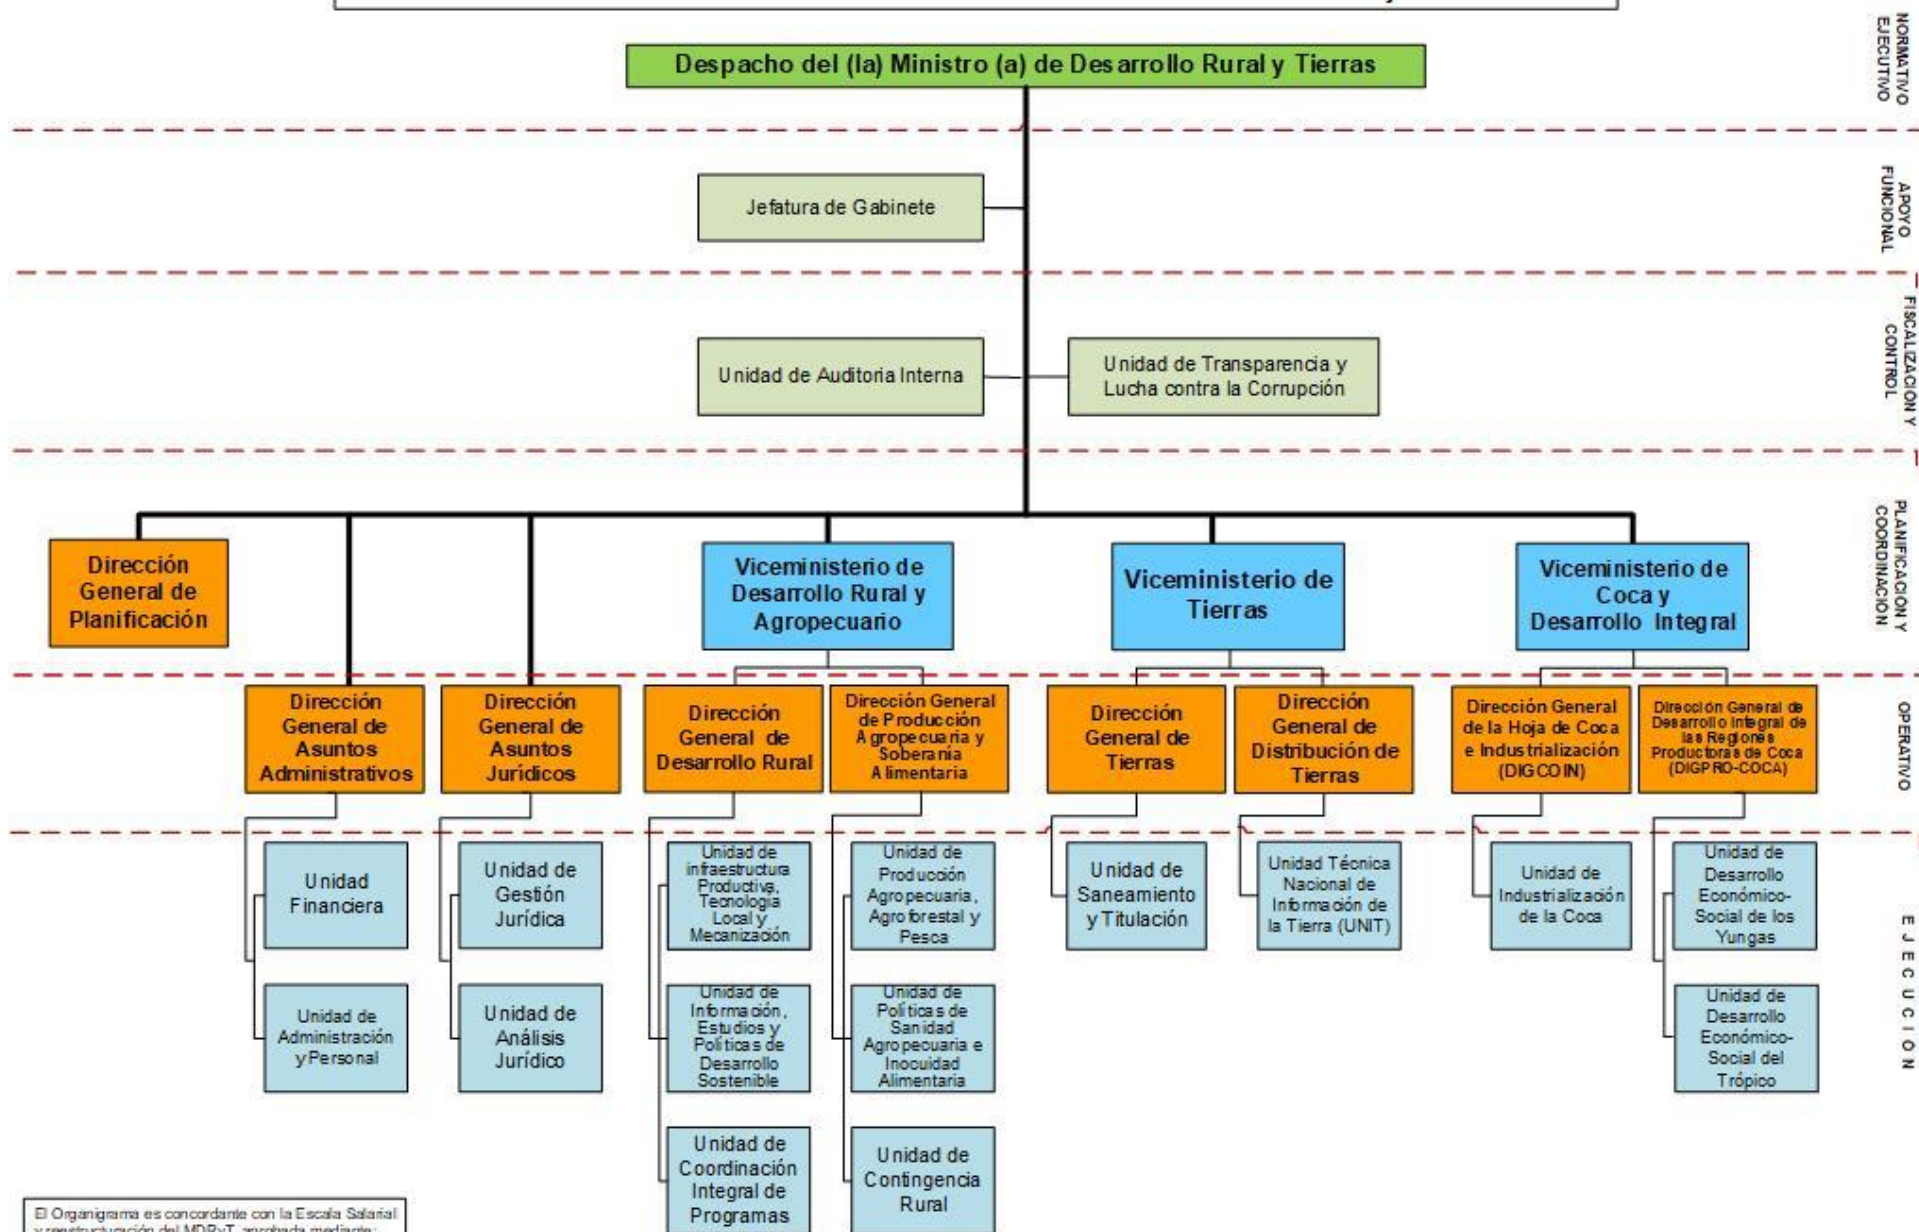 Despacho del (la) Ministro (a) de Desarrollo Rural y Tierras
NORMATIVO
EJECUTIVO
Jefatura de Gabinete
APOYO
FUNCIONAL
Unidad de Auditoria Interna
Unidad de Transparencia y
Lucha contra la Corrupción
FISCALIZACIÓN Y
CONTROL
PLANIFICACIÓN Y
COORDINACIÓN
Dirección
General de
Planificación
Viceministerio de
Desarrollo Rural y
Agropecuario
Viceministerio de
Tierras
Viceministerio de
Coca y
Desarrollo Integral
Dirección
General de
Asuntos
Administrativos
Dirección
General de
Asuntos
Jurídicos
Dirección
General de
Desarrollo Rural
Dirección General
de Producción
Agropecuaria y
Soberanía
Alimentaria
Dirección
General de
Tierras
Dirección
General de
Distribución de
Tierras
Dirección General
de la Hoja de Coca
e Industrialización
(DIGCOIN)
Dirección General de
Desarrollo Integral de
las Regiones
Productoras de Coca
(DIGPRO-COCA)
OPERATIVO
Unidad
Financiera
Unidad de
Gestión
Jurídica
Unidad de
infraestructura
Productiva,
Tecnología
Local y
Mecanización
Unidad de
Producción
Agropecuaria,
Agroforestal y
Pesca
Unidad de
Saneamiento
y Titulación
Unidad Técnica
Nacional de
Información de
la Tierra (UNIT)
Unidad de
Industrialización
de la Coca
Unidad de
Desarrollo
Económico-
Social de los
Yungas
EJECUCIÓN
Unidad de
Administración
y Personal
Unidad de
Análisis
Jurídico
Unidad de
Información,
Estudios y
Políticas de
Desarrollo
Sostenible
Unidad de
Políticas de
Sanidad
Agropecuaria e
Inocuidad
Alimentaria
Unidad de
Desarrollo
Económico-
Social del
Trópico
Unidad de
Coordinación
Integral de
Programas
Unidad de
Contingencia
Rural
El Organigrama es concordante con la Escala Salarial
y reestructuración del MDRyT, aprobada mediante: